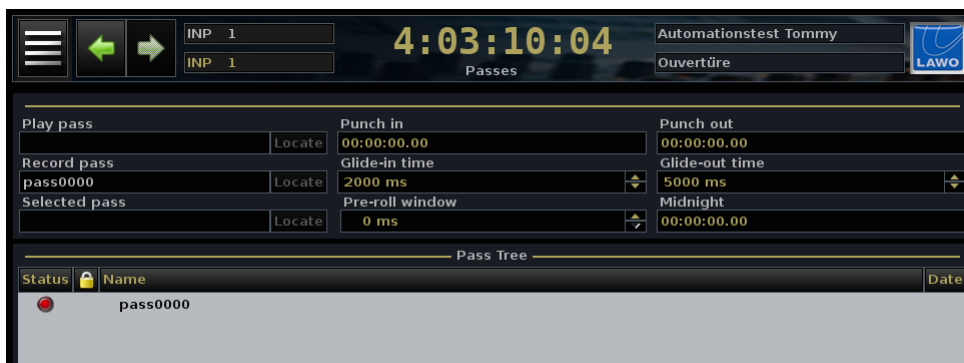 INP 1
INP 1
4:03:10:04
Passes
Automationstest Tommy
Ouvertüre
LAWO
Play pass
Punch in
Punch out
Locate
00:00:00.00
00:00:00.00
Record pass
Glide-in time
Glide-out time
pass0000
Locate
2000 ms
5000 ms
Selected pass
Pre-roll window
Midnight
Locate
0 ms
00:00:00.00
Pass Tree
Status
Name
Date
pass0000